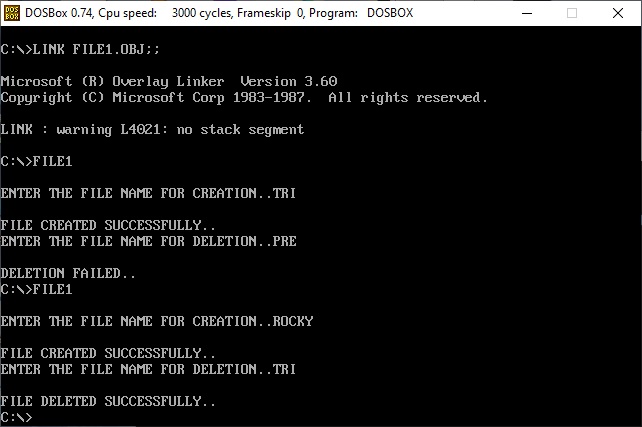 DOS
BOX
DOSBox 0.74, Cpu speed: 3000 cycles, Frameskip 0, Program: DOSBOX
C:\>LINK FILE1.OBJ;;
Microsoft (R) Overlay Linker Version 3.60
Copyright (C) Microsoft Corp 1983-1987. All rights reserved.
LINK : warning L4021: no stack segment
C:\>FILE1
ENTER THE FILE NAME FOR CREATION..TRI
FILE CREATED SUCCESSFULLY..
ENTER THE FILE NAME FOR DELETION..PRE
DELETION FAILED..
C:\>FILE1
ENTER THE FILE NAME FOR CREATION..ROCKY
FILE CREATED SUCCESSFULLY..
ENTER THE FILE NAME FOR DELETION..TRI
FILE DELETED SUCCESSFULLY..
C:\>